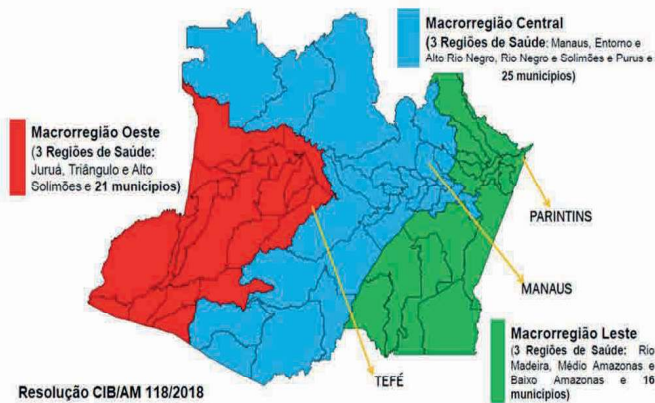 Macrorregião Central
(3 Regiões de Saúde: Manaus, Entorno e
Alto Rio Negro, Rio Negro e Solimões e Purus e
25 municípios)
Macrorregião Oeste
(3 Regiões de Saúde:
Juruá, Triângulo e Alto
Solimões e 21 municípios)
PARINTINS
MANAUS
Macrorregião Leste
(3 Regiões de Saúde: Rio
Madeira, Médio Amazonas e
Baixo Amazonas e 16
municípios)
TEFÉ
Resolução CIB/AM 118/2018